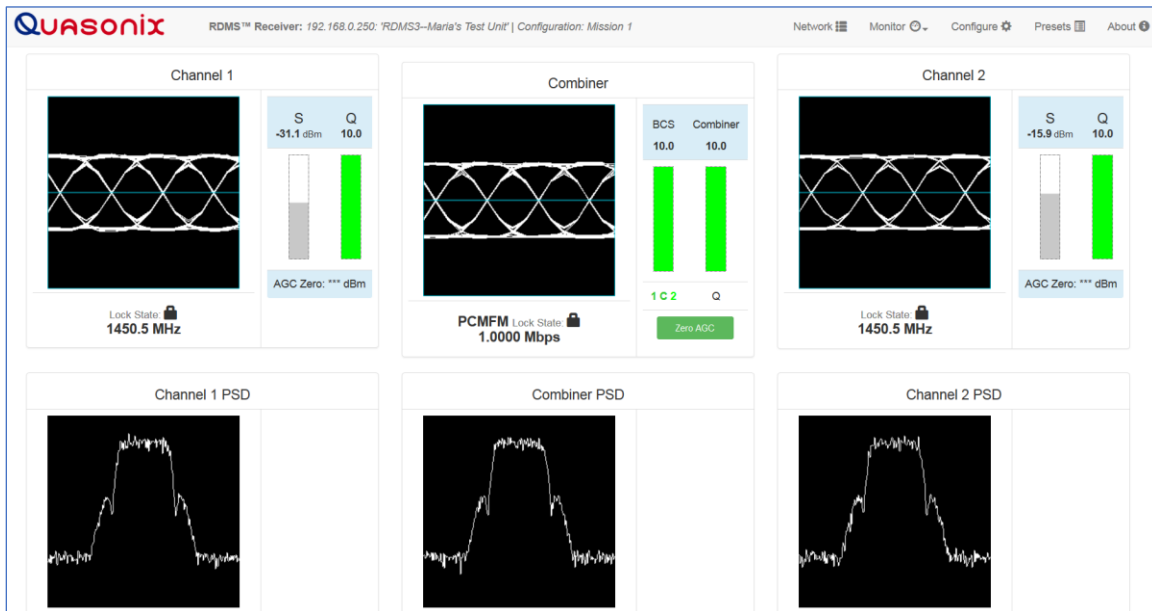 QUASONIX
RDMS™ Receiver: 192.168.0.250: 'RDMS3--Maria's Test Unit' | Configuration: Mission 1
Network Monitor Configure Presets About
Channel 1
S Q
-31.1 dBm 10.0
AGC Zero: *** dBm
Lock State:
1450.5 MHz
Combiner
BCS Combiner
10.0 10.0
1 C 2 Q
Zero AGC
PCMFM Lock State:
1.0000 Mbps
Channel 2
S Q
-15.9 dBm 10.0
AGC Zero: *** dBm
Lock State:
1450.5 MHz
Channel 1 PSD
Combiner PSD
Channel 2 PSD